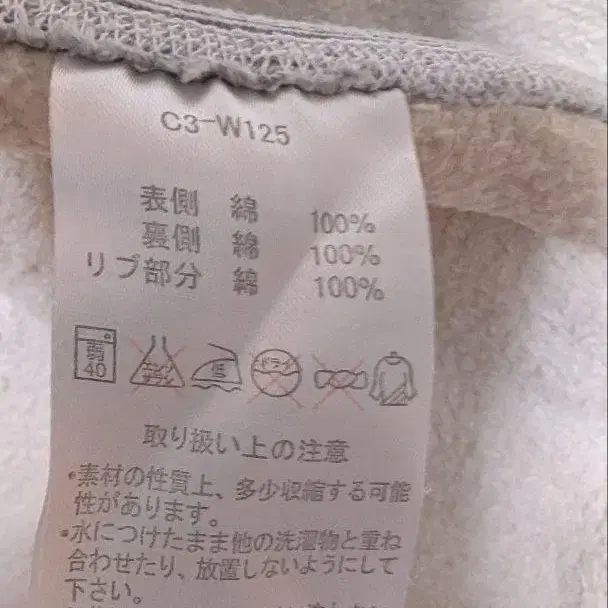 C3-W125
表側 綿 100%
裏側 綿 100%
リブ部分 綿 100%
弱 40 低 ドライ
取り扱い上の注意
•素材の性質上、多少収縮する可能
性があります。
•水につけたまま他の洗濯物と重ね
合わせたり、放置しないようにして
下さい。